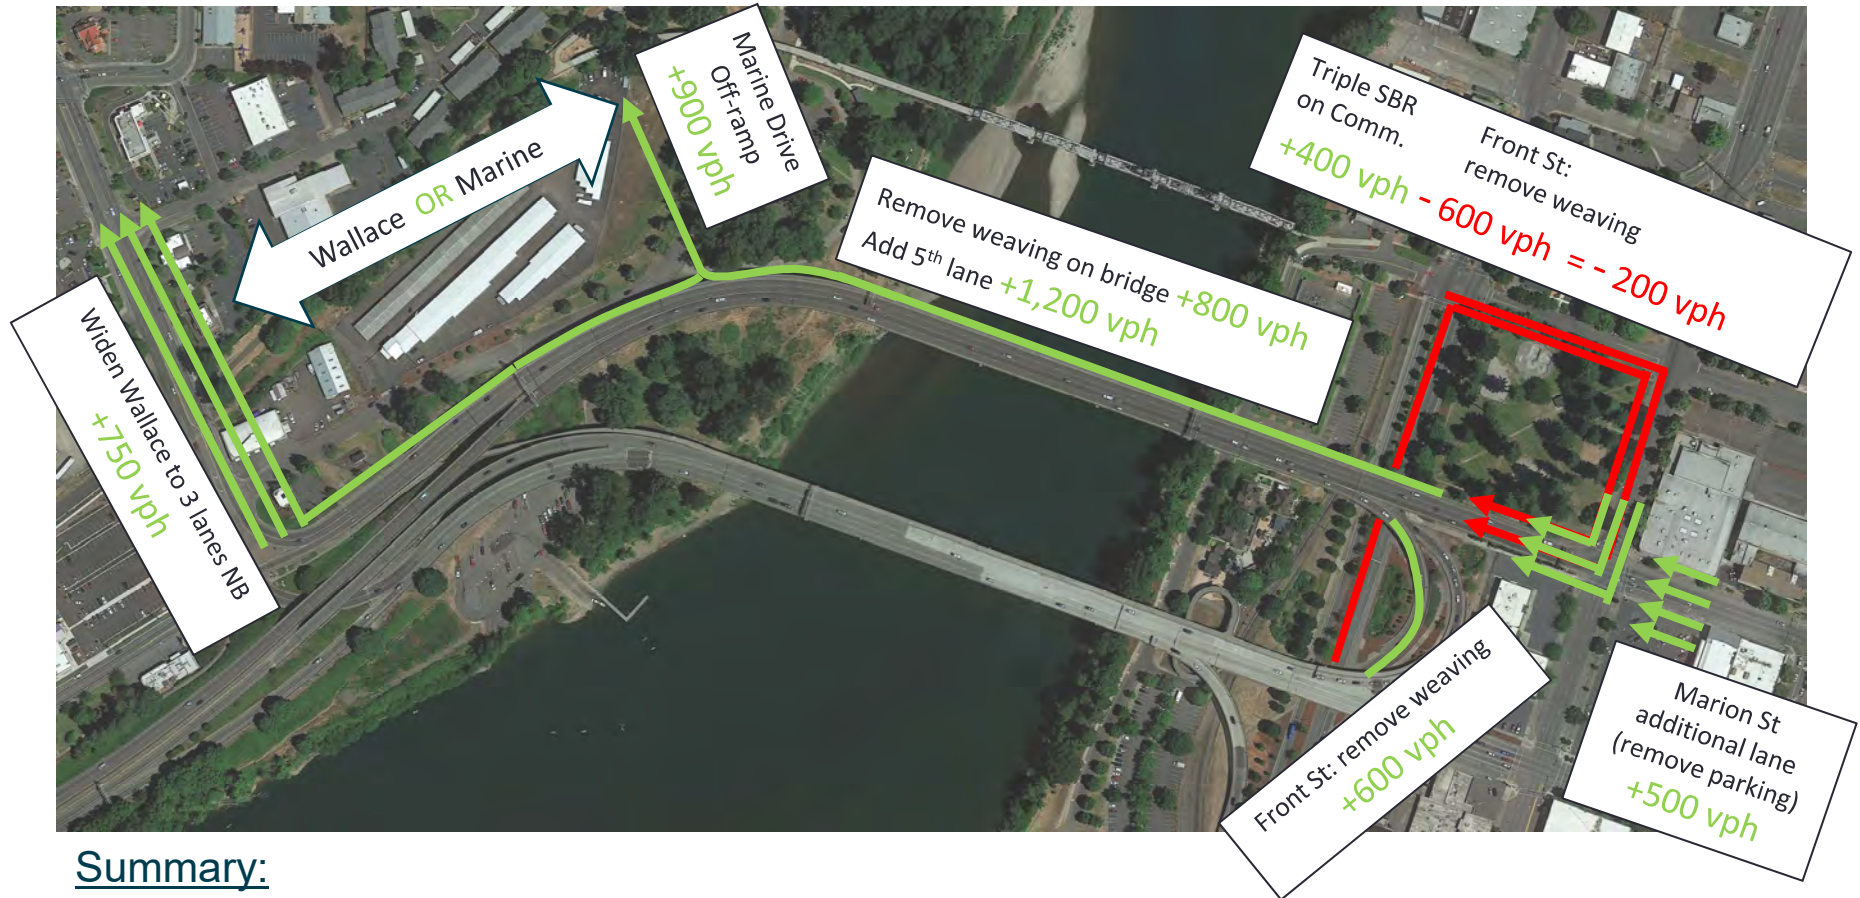 Marine Drive
Off-ramp
+900 vph
Wallace OR Marine
Widen Wallace to 3 lanes NB
+750 vph
Remove weaving on bridge +800 vph
Add 5th lane +1,200 vph
Triple SBR
on Comm.
Front St:
remove weaving
+400 vph - 600 vph = - 200 vph
Front St: remove weaving
+600 vph
Marion St
additional lane
(remove parking)
+500 vph
Summary: